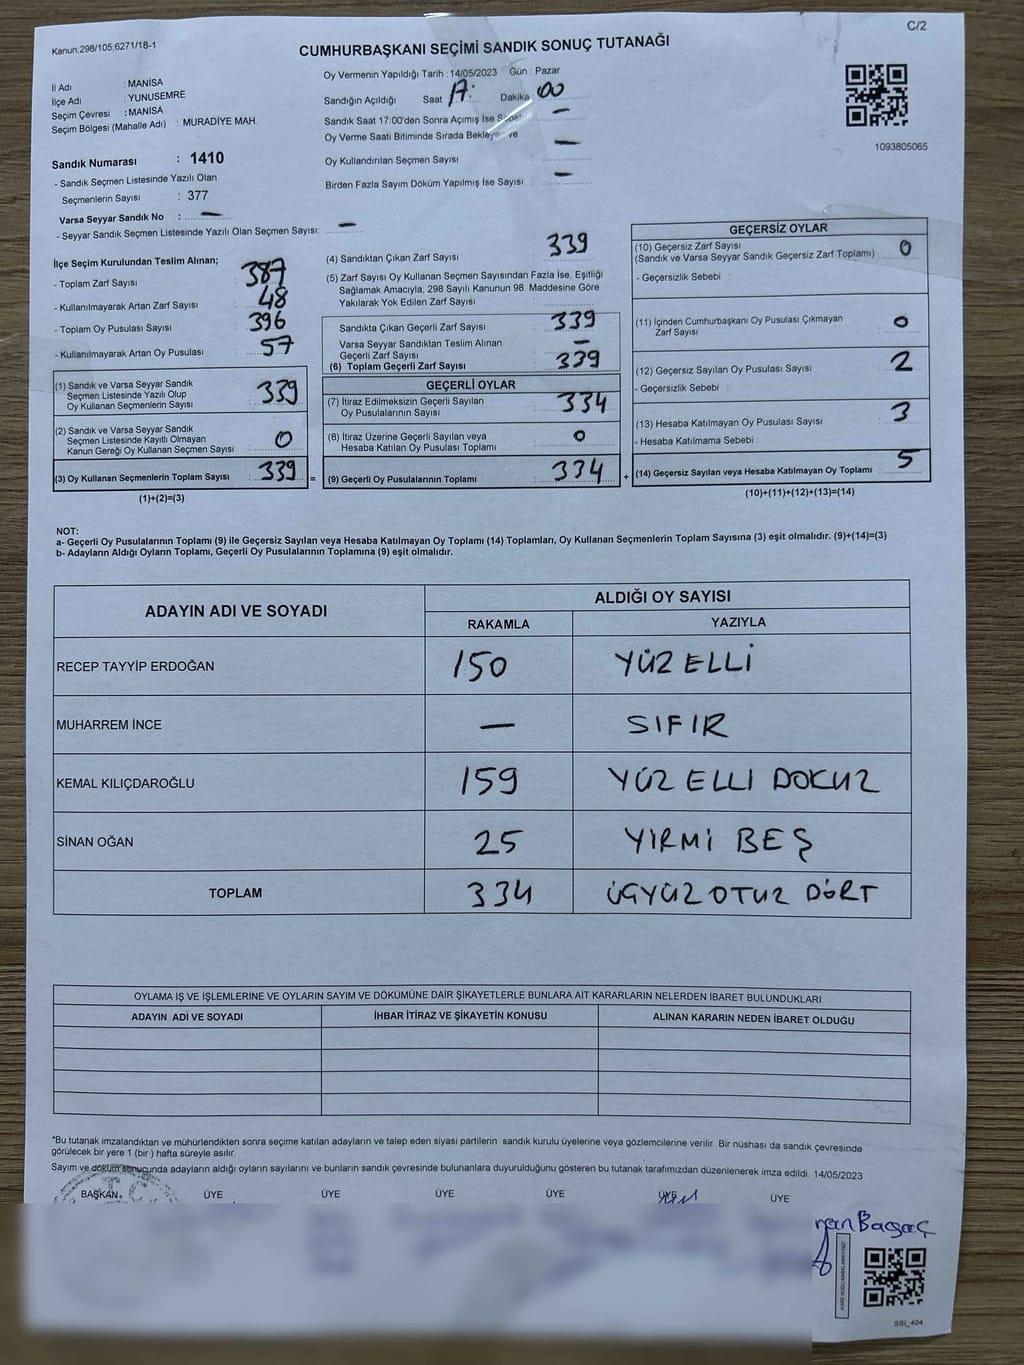 C/2
Kanun,298/105,6271/18-1
CUMHURBAŞKANI SEÇİMİ SANDIK SONUÇ TUTANAĞI
İl Adı : MANİSA
İlçe Adı : YUNUSEMRE
Seçim Çevresi : MANİSA
Seçim Bölgesi (Mahalle Adı) : MURADİYE MAH.
Sandık Numarası : 1410
- Sandık Seçmen Listesinde Yazılı Olan
Seçmenlerin Sayısı : 377
Varsa Seyyar Sandık No : —
- Seyyar Sandık Seçmen Listesinde Yazılı Olan Seçmen Sayısı: —
Oy Vermenin Yapıldığı Tarih : 14/05/2023 Gün : Pazar
Sandığın Açıldığı Saat 17: Dakika 00
Sandık Saat 17:00'den Sonra Açımış İse —
Oy Verme Saati Bitiminde Sırada ve
Oy Kullandırılan Seçmen Sayısı —
Birden Fazla Sayım Döküm Yapılmış İse Sayısı : —
1093805065
İlçe Seçim Kurulundan Teslim Alınan;
- Toplam Zarf Sayısı : 387
- Kullanılmayarak Artan Zarf Sayısı : 48
- Toplam Oy Pusulası Sayısı : 396
- Kullanılmayarak Artan Oy Pusulası : 57
(1) Sandık ve Varsa Seyyar Sandık
Seçmen Listesinde Yazılı Olup
Oy Kullanan Seçmenlerin Sayısı : 339
(2) Sandık ve Varsa Seyyar Sandık
Seçmen Listesinde Kayıtlı Olmayan
Kanun Gereği Oy Kullanan Seçmen Sayısı : 0
(3) Oy Kullanan Seçmenlerin Toplam Sayısı : 339 =
(1)+(2)=(3)
(4) Sandıktan Çıkan Zarf Sayısı : 339
(5) Zarf Sayısı Oy Kullanan Seçmen Sayısından Fazla İse, Eşitliği
Sağlamak Amacıyla, 298 Sayılı Kanunun 98. Maddesine Göre
Yakılarak Yok Edilen Zarf Sayısı :
Sandıkta Çıkan Geçerli Zarf Sayısı : 339
Varsa Seyyar Sandıktan Teslim Alınan
Geçerli Zarf Sayısı : —
(6) Toplam Geçerli Zarf Sayısı : 339
GEÇERLİ OYLAR
(7) İtiraz Edilmeksizin Geçerli Sayılan
Oy Pusulalarının Sayısı : 334
(8) İtiraz Üzerine Geçerli Sayılan veya
Hesaba Katılan Oy Pusulası Toplamı : 0
(9) Geçerli Oy Pusulalarının Toplamı : 334 +
GEÇERSİZ OYLAR
(10) Geçersiz Zarf Sayısı : 0
(Sandık ve Varsa Seyyar Sandık Geçersiz Zarf Toplamı)
- Geçersizlik Sebebi :
(11) İçinden Cumhurbaşkanı Oy Pusulası Çıkmayan
Zarf Sayısı : 0
(12) Geçersiz Sayılan Oy Pusulası Sayısı : 2
- Geçersizlik Sebebi :
(13) Hesaba Katılmayan Oy Pusulası Sayısı : 3
- Hesaba Katılmama Sebebi :
(14) Geçersiz Sayılan veya Hesaba Katılmayan Oy Toplamı : 5
(10)+(11)+(12)+(13)=(14)
NOT:
a- Geçerli Oy Pusulalarının Toplamı (9) ile Geçersiz Sayılan veya Hesaba Katılmayan Oy Toplamı (14) Toplamları, Oy Kullanan Seçmenlerin Toplam Sayısına (3) eşit olmalıdır. (9)+(14)=(3)
b- Adayların Aldığı Oyların Toplamı, Geçerli Oy Pusulalarının Toplamına (9) eşit olmalıdır.
ADAYIN ADI VE SOYADI ALDIĞI OY SAYISI
RAKAMLA YAZIYLA
RECEP TAYYİP ERDOĞAN 150 YÜZ ELLİ
MUHARREM İNCE — SIFIR
KEMAL KILIÇDAROĞLU 159 YÜZ ELLI DOKUZ
SİNAN OĞAN 25 YIRMI BEŞ
TOPLAM 334 ÜÇYÜZ OTUZ DÖRT
OYLAMA İŞ VE İŞLEMLERİNE VE OYLARIN SAYIM VE DÖKÜMÜNE DAİR ŞİKAYETLERLE BUNLARA AİT KARARLARIN NELERDEN İBARET BULUNDUKLARI
ADAYIN ADI VE SOYADI İHBAR İTİRAZ VE ŞİKAYETİN KONUSU ALINAN KARARIN NEDEN İBARET OLDUĞU
*Bu tutanak imzalandıktan ve mühürlendikten sonra seçime katılan adayların ve talep eden siyasi partilerin sandık kurulu üyelerine veya gözlemcilerine verilir. Bir nüshası da sandık çevresinde
görülecek bir yere 1 (bir) hafta süreyle asılır.
Sayım ve döküm sonucunda adayların aldığı oyların sayılarını ve bunların sandık çevresinde bulunanlara duyurulduğunu gösteren bu tutanak tarafımızdan düzenlenerek imza edildi. 14/05/2023
BAŞKAN ÜYE ÜYE ÜYE ÜYE ÜYE ÜYE
SSI_404